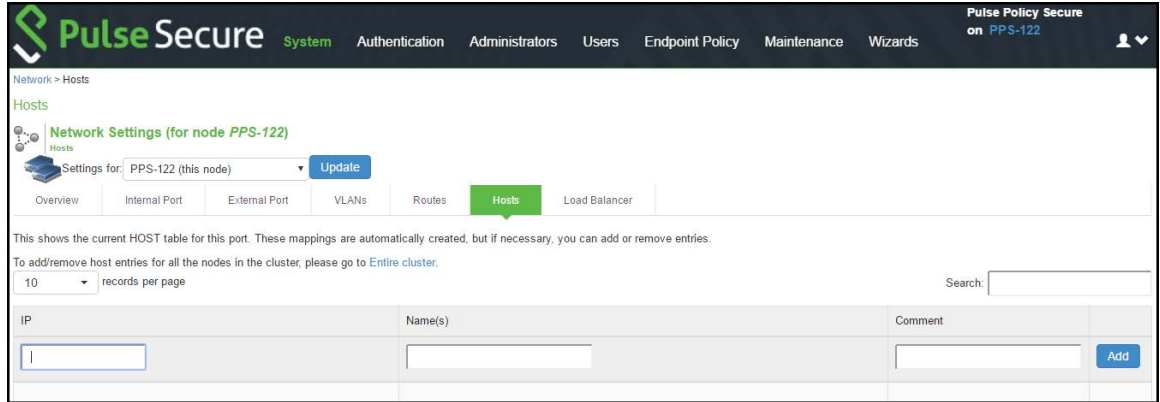 Pulse Secure System Authentication Administrators Users Endpoint Policy Maintenance Wizards Pulse Policy Secure
on PPS-122
Network > Hosts
Hosts
Network Settings (for node PPS-122)
Hosts
Settings for: PPS-122 (this node) Update
Overview Internal Port External Port VLANs Routes Hosts Load Balancer
This shows the current HOST table for this port. These mappings are automatically created, but if necessary, you can add or remove entries.
To add/remove host entries for all the nodes in the cluster, please go to Entire cluster.
10 records per page Search:
IP Name(s) Comment
Add